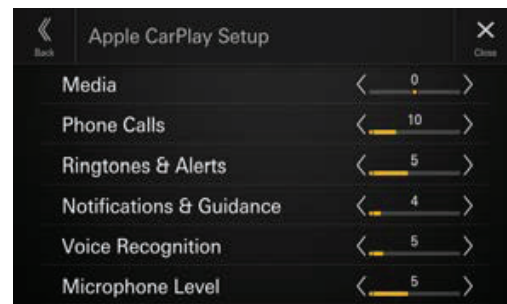 Back
Apple CarPlay Setup
Close
Media 0
Phone Calls 10
Ringtones & Alerts 5
Notifications & Guidance 4
Voice Recognition 5
Microphone Level 5